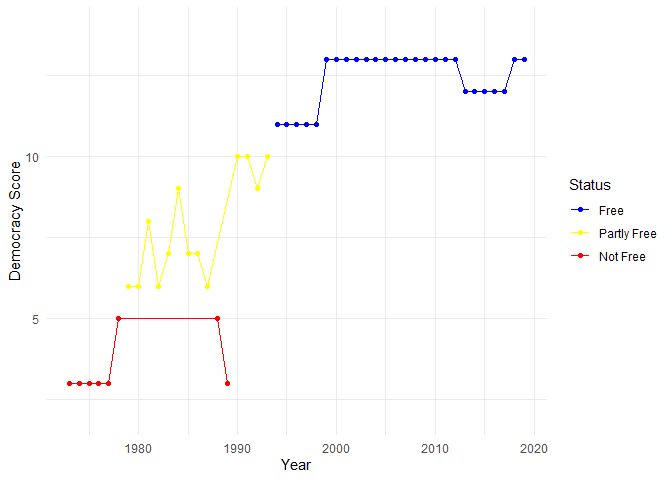 Democracy Score
10
5
1980
1990
2000
2010
2020
Year
Status
Free
Partly Free
Not Free